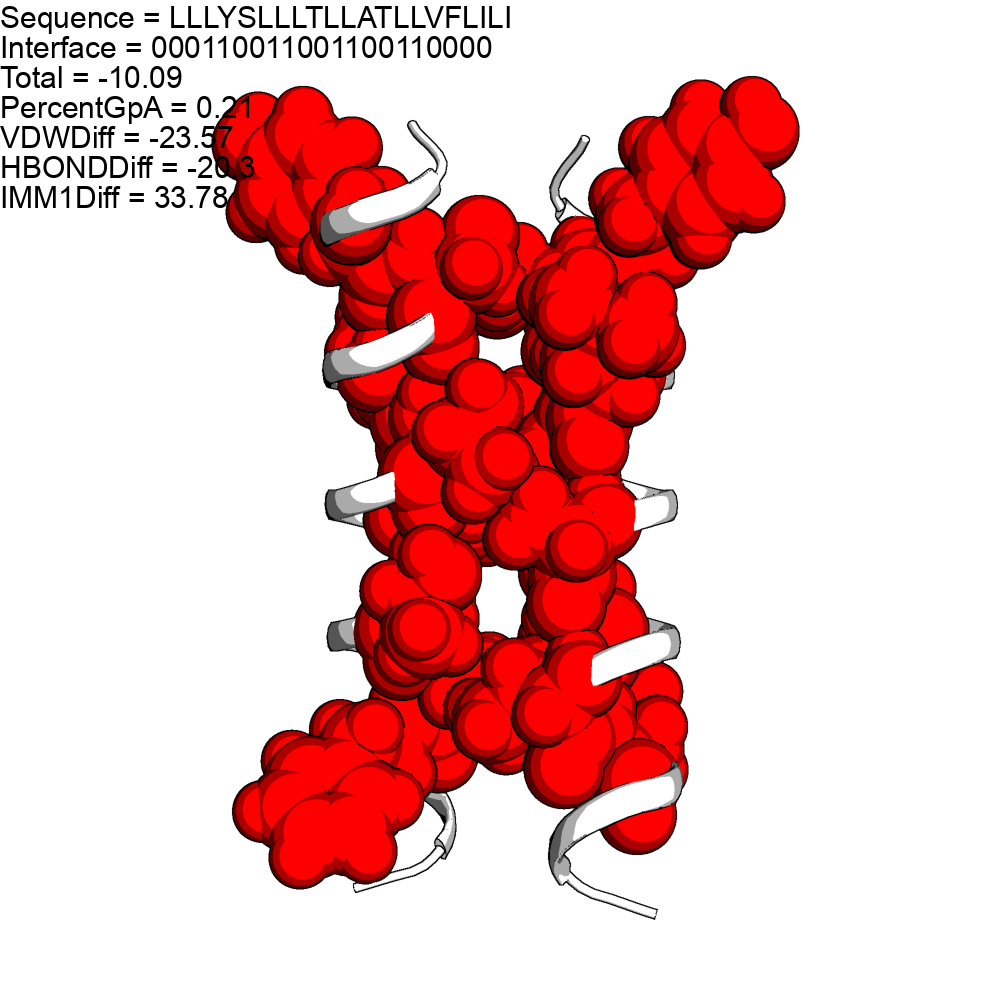 Sequence = LLLYSLLLTLLATLLVFLILI
Interface = 000110011001100110000
Total = -10.09
PercentGpA = 0.21
VDWDiff = -23.57
HBONDDiff = -20.3
IMM1Diff = 33.78